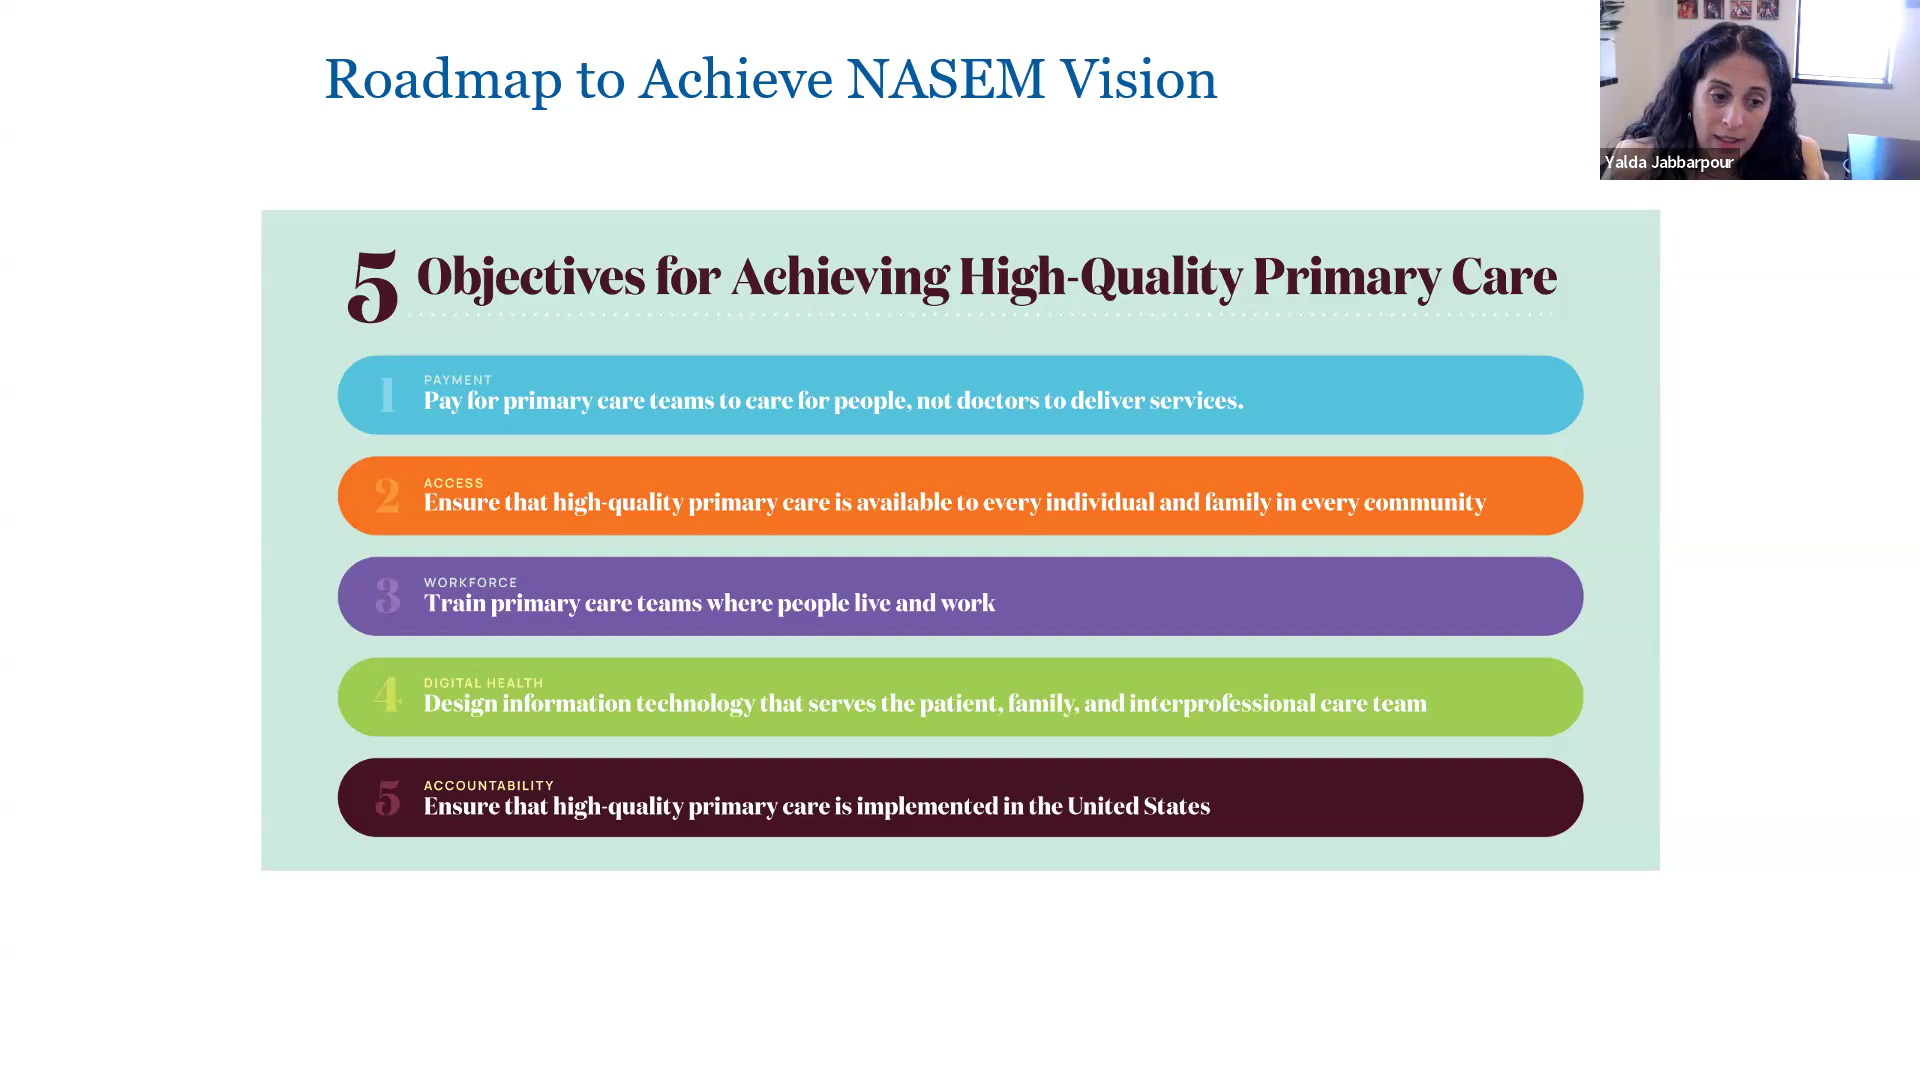 Roadmap to Achieve NASEM Vision
Yalda Jabbarpour
5 Objectives for Achieving High-Quality Primary Care
1
PAYMENT
Pay for primary care teams to care for people, not doctors to deliver services.
2
ACCESS
Ensure that high-quality primary care is available to every individual and family in every community
3
WORKFORCE
Train primary care teams where people live and work
4
DIGITAL HEALTH
Design information technology that serves the patient, family, and interprofessional care team
5
ACCOUNTABILITY
Ensure that high-quality primary care is implemented in the United States